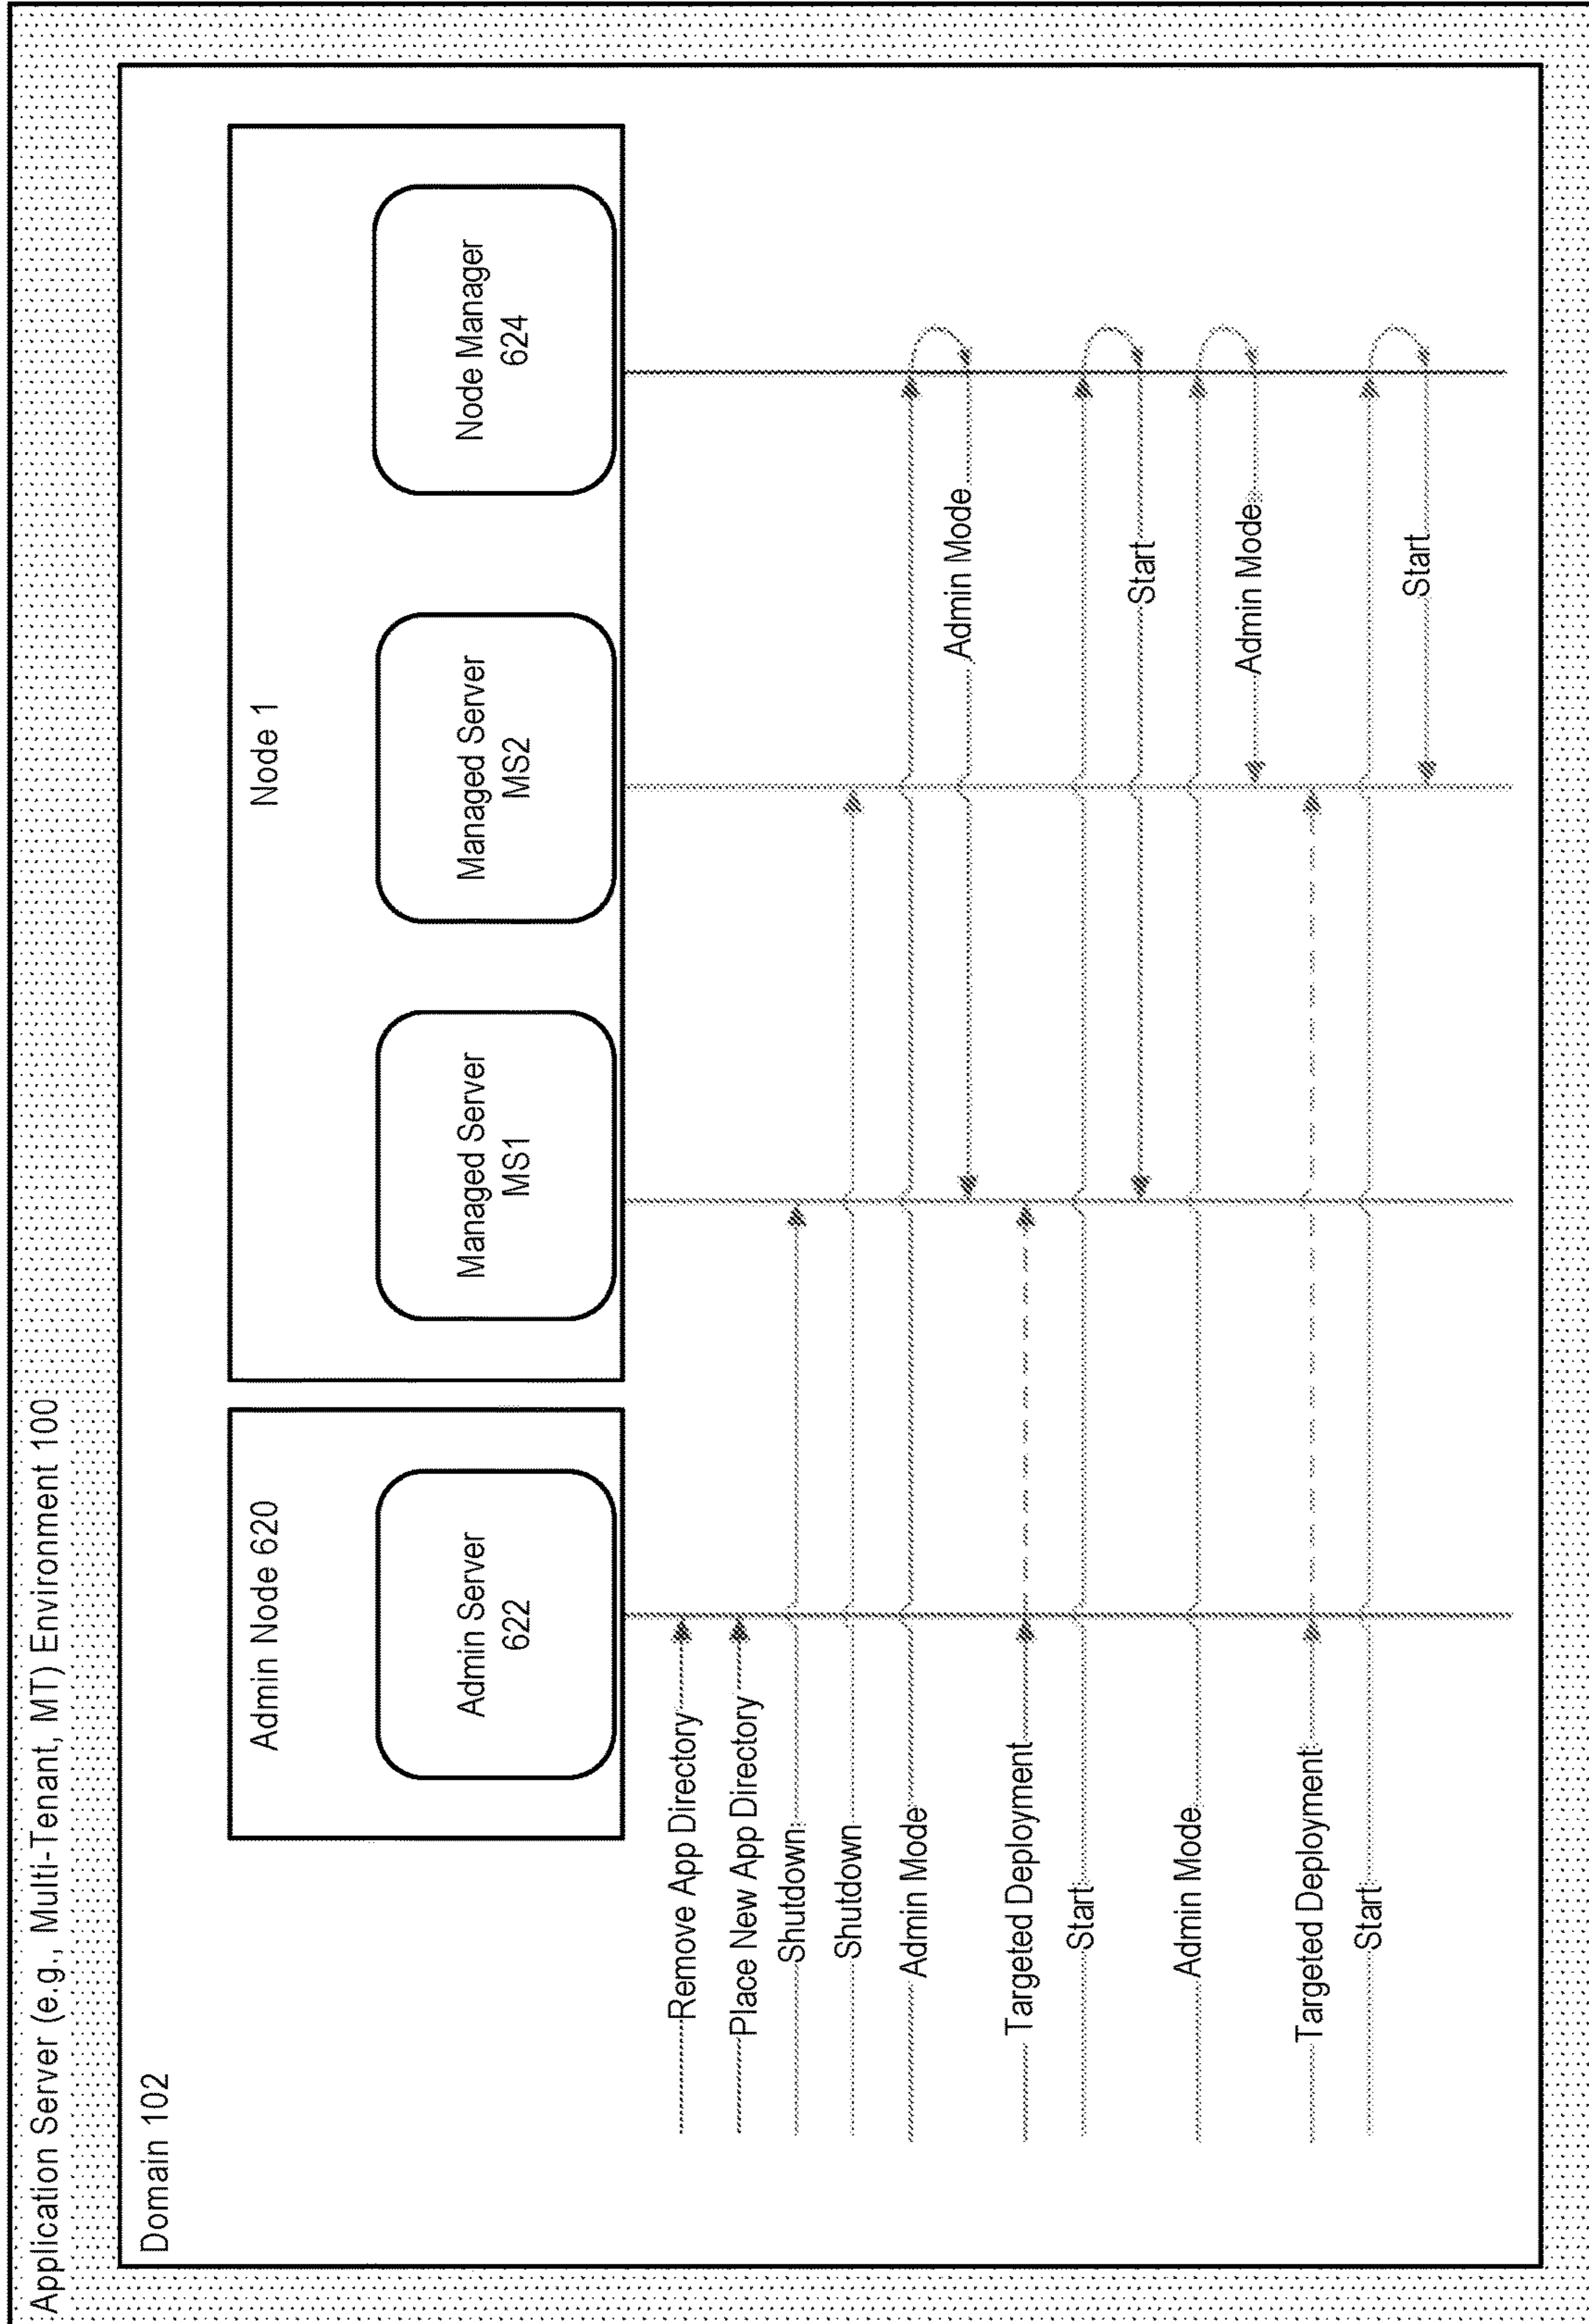 Application Server (e.g., Multi-Tenant, MT) Environment 100
Domain 102
Admin Node 620
Node 1
Admin Server
622
Managed Server
MS1
Managed Server
MS2
Node Manager
624
Remove App Directory
Place New App Directory
Shutdown
Shutdown
Admin Mode
Admin Mode
Targeted Deployment
Start
Start
Admin Mode
Admin Mode
Targeted Deployment
Start
Start